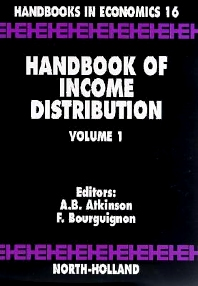 HANDBOOKS IN ECONOMICS 16
HANDBOOK OF
INCOME
DISTRIBUTION
VOLUME 1
Editors:
A.B. Atkinson
F. Bourguignon
NORTH-HOLLAND